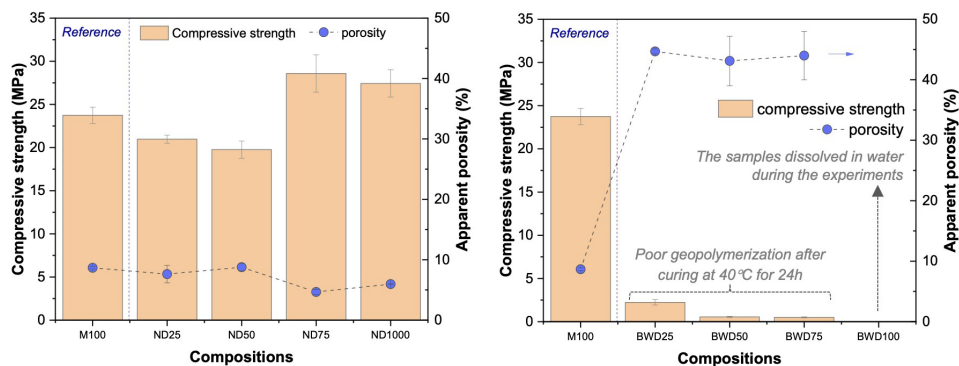 Reference
Compressive strength
porosity
Compressive strength (MPa)
35
30
25
20
15
10
5
0
Apparent porosity (%)
50
40
30
20
10
0
M100 ND25 ND50 ND75 ND1000
Compositions
Reference
compressive strength
porosity
The samples dissolved in water
during the experiments
Poor geopolymerization after
curing at 40°C for 24h
Compressive strength (MPa)
35
30
25
20
15
10
5
0
Apparent porosity (%)
50
40
30
20
10
0
M100 BWD25 BWD50 BWD75 BWD100
Compositions